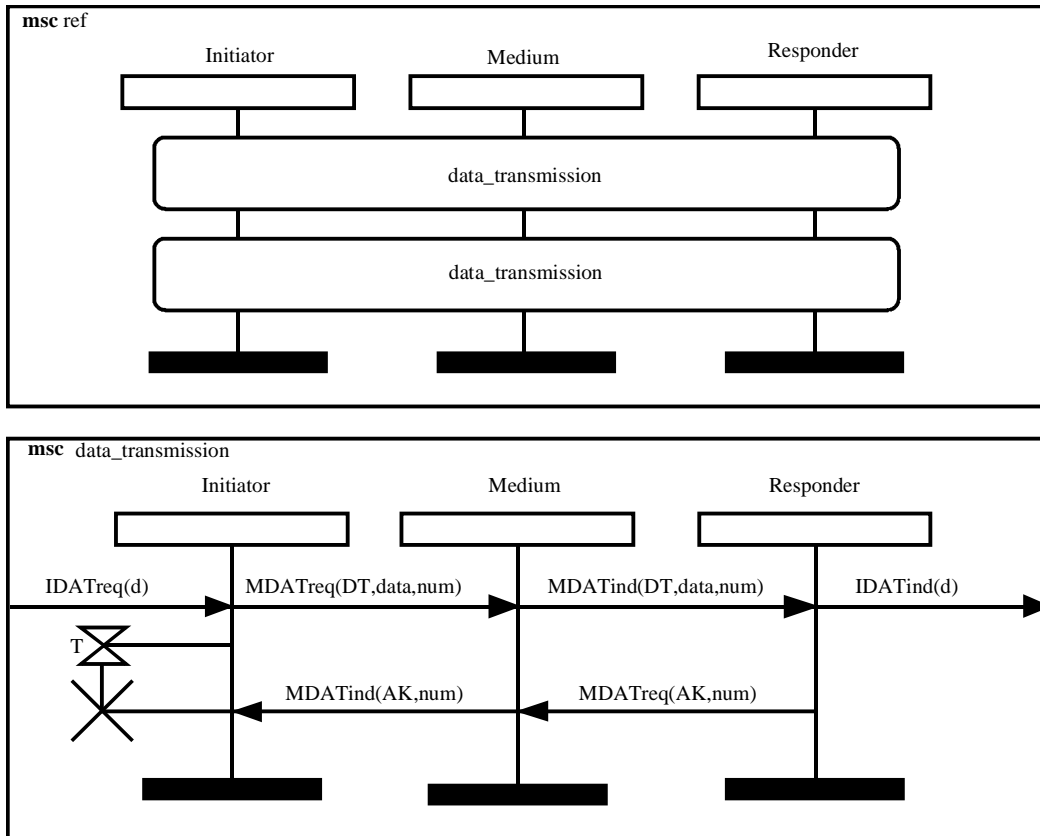 msc ref
Initiator
Medium
Responder
data_transmission
data_transmission
msc data_transmission
Initiator
Medium
Responder
IDATreq(d)
MDATreq(DT,data,num)
MDATind(DT,data,num)
IDATind(d)
T
MDATind(AK,num)
MDATreq(AK,num)